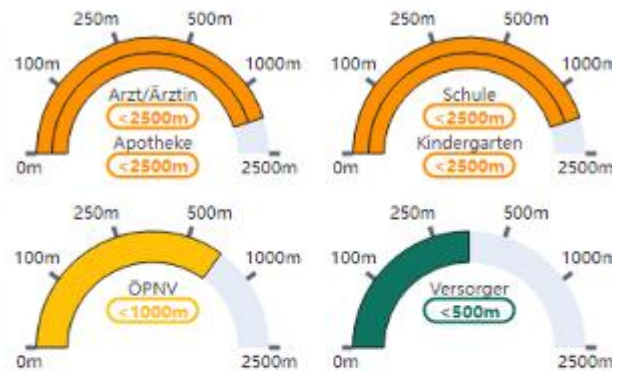 250m 500m
100m 1000m
Arzt/Ärztin
<2500m
Apotheke
<2500m
0m 2500m
250m 500m
100m 1000m
Schule
<2500m
Kindergarten
<2500m
0m 2500m
250m 500m
100m 1000m
ÖPNV
<1000m
0m 2500m
250m 500m
100m 1000m
Versorger
<500m
0m 2500m